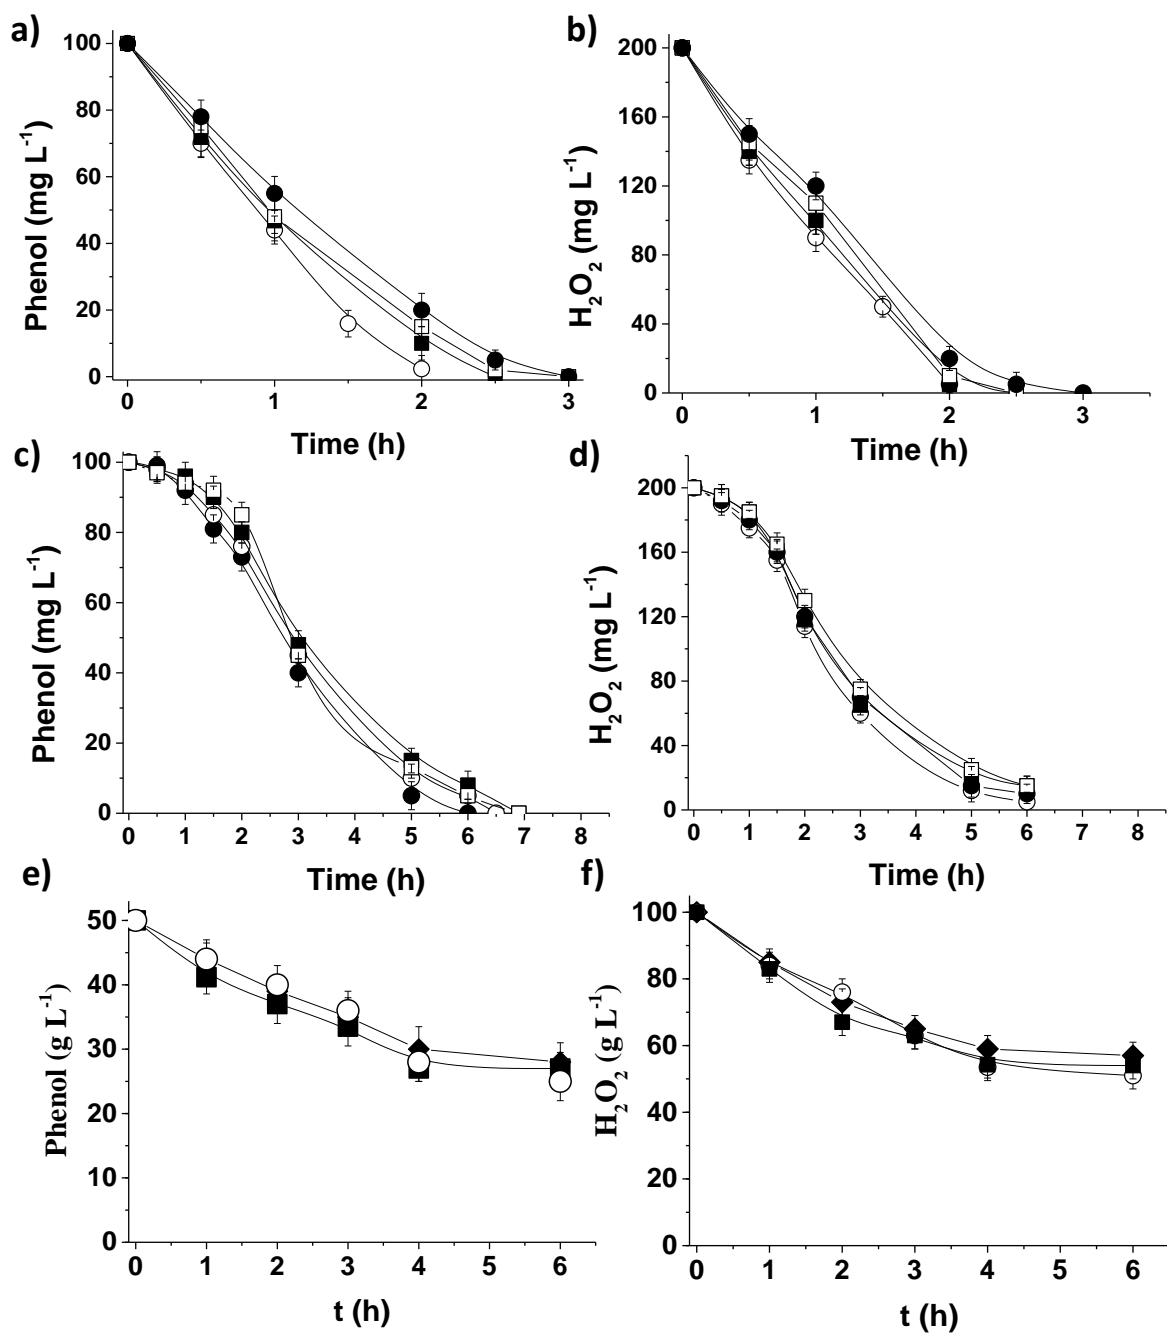 a)
100
80
60
40
20
0
Phenol (mg L⁻¹)
0 1 2 3
Time (h)
b)
200
160
120
80
40
0
H₂O₂ (mg L⁻¹)
0 1 2 3
Time (h)
c)
100
80
60
40
20
0
Phenol (mg L⁻¹)
0 1 2 3 4 5 6 7 8
Time (h)
d)
200
160
120
80
40
0
H₂O₂ (mg L⁻¹)
0 1 2 3 4 5 6 7 8
Time (h)
e)
50
40
30
20
10
0
Phenol (g L⁻¹)
0 1 2 3 4 5 6
t (h)
f)
100
80
60
40
20
0
H₂O₂ (g L⁻¹)
0 1 2 3 4 5 6
t (h)